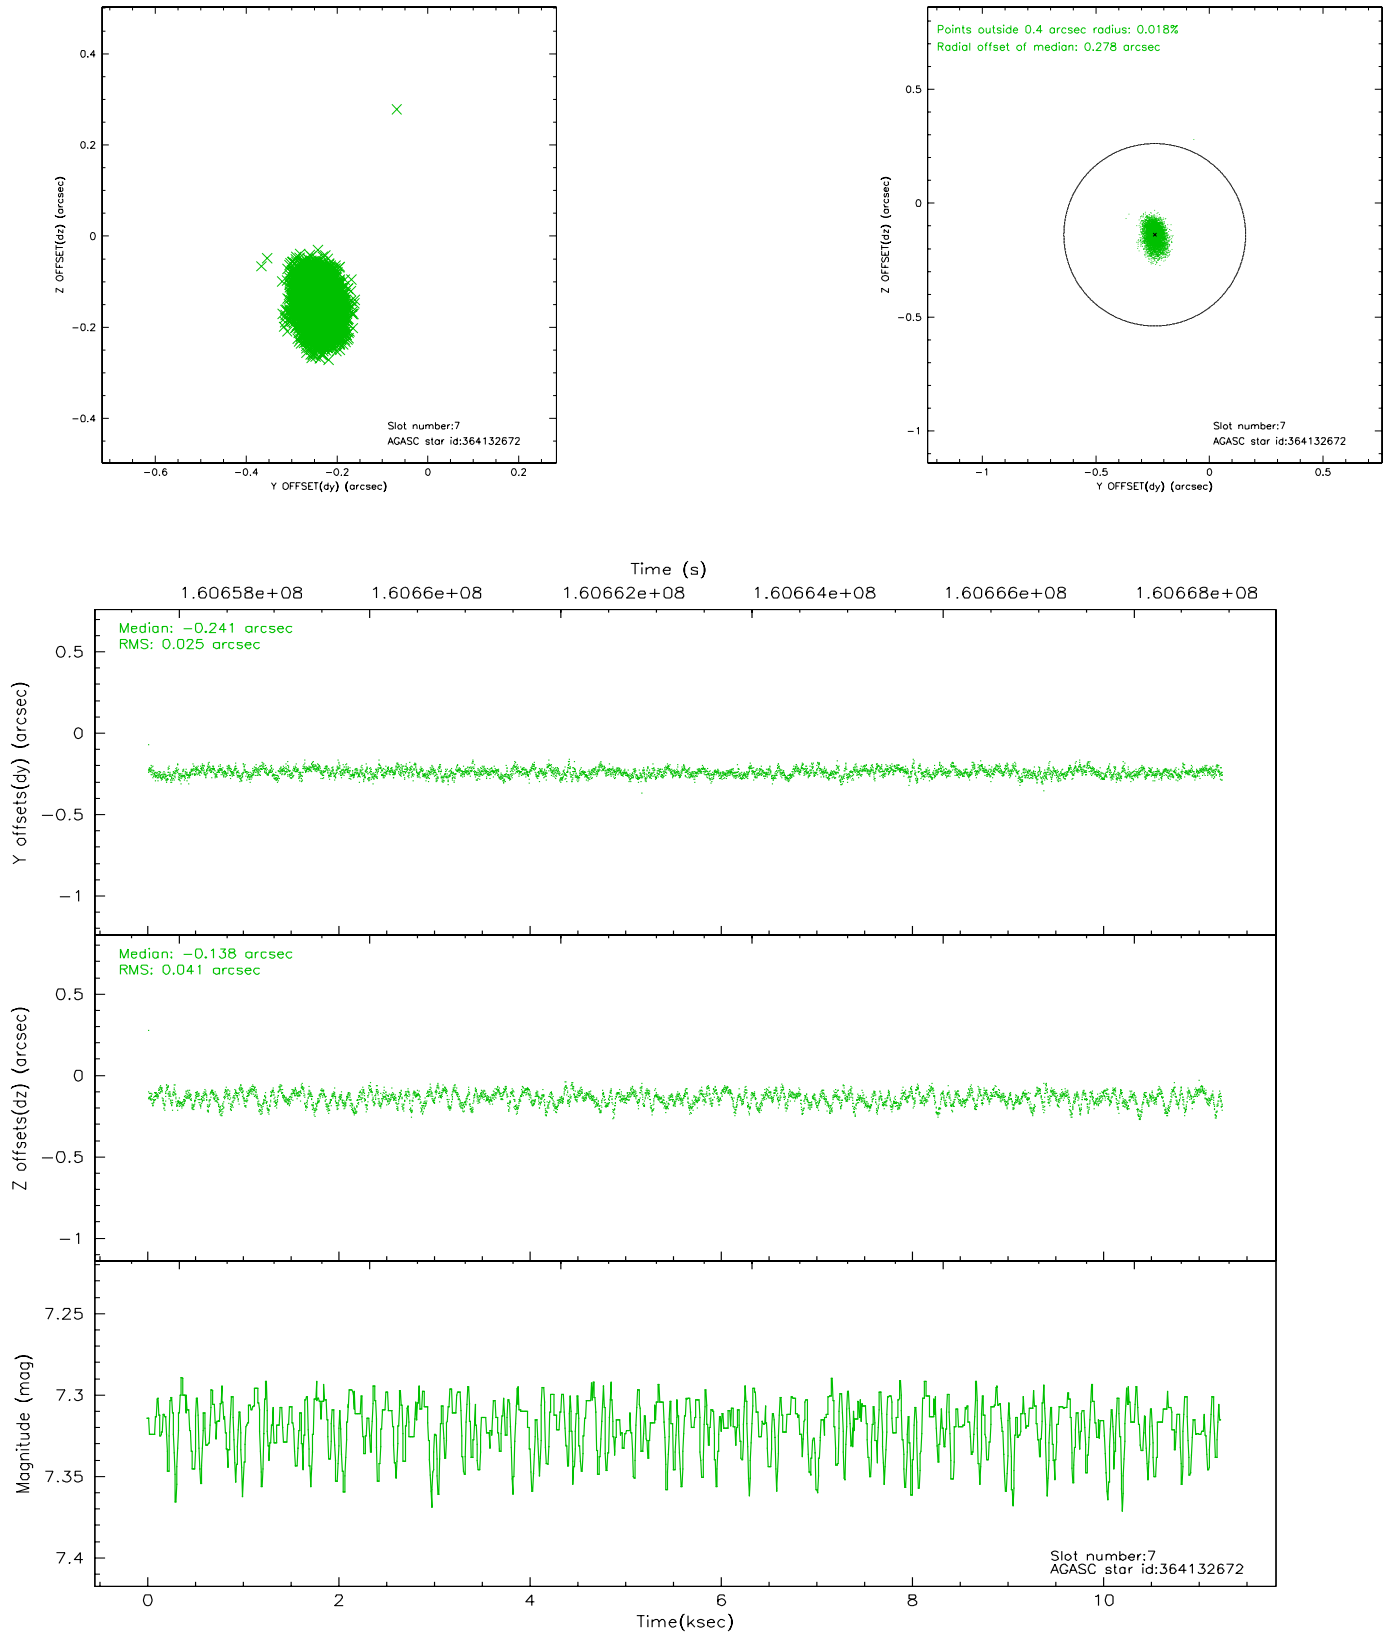 0.4
0.2
0
−0.2
−0.4
Z OFFSET(dz) (arcsec)
−0.6
−0.4
−0.2
0
0.2
Y OFFSET(dy) (arcsec)
Slot number:7
AGASC star id:364132672
Points outside 0.4 arcsec radius: 0.018%
Radial offset of median: 0.278 arcsec
0.5
0
−0.5
−1
Z OFFSET(dz) (arcsec)
−1
−0.5
0
0.5
Y OFFSET(dy) (arcsec)
Slot number:7
AGASC star id:364132672
Time (s)
1.60658e+08
1.6066e+08
1.60662e+08
1.60664e+08
1.60666e+08
1.60668e+08
Median: −0.241 arcsec
RMS: 0.025 arcsec
0.5
0
−0.5
−1
Y offsets(dy) (arcsec)
Median: −0.138 arcsec
RMS: 0.041 arcsec
0.5
0
−0.5
−1
Z offsets(dz) (arcsec)
7.25
7.3
7.35
7.4
Magnitude (mag)
Slot number:7
AGASC star id:364132672
0
2
4
6
8
10
Time(ksec)